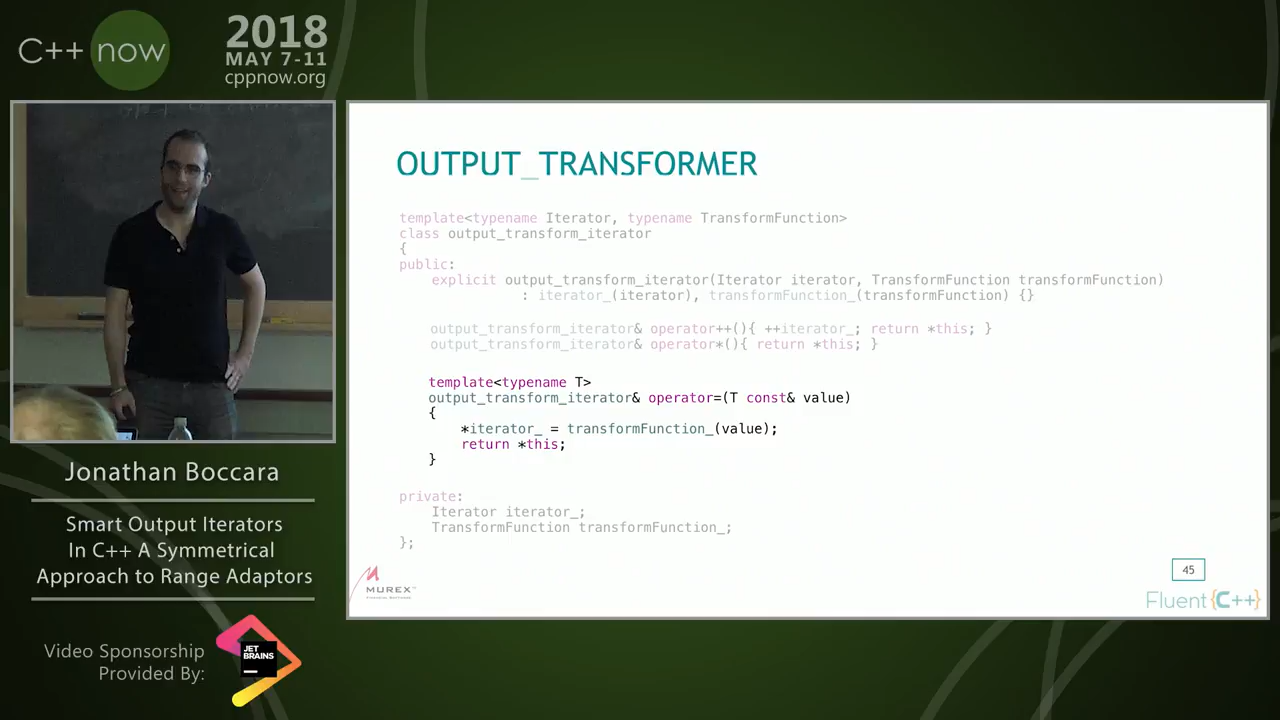 C++ now
2018
MAY 7-11
cppnow.org
OUTPUT_TRANSFORMER
template<typename Iterator, typename TransformFunction>
class output_transform_iterator
{
public:
explicit output_transform_iterator(Iterator iterator, TransformFunction transformFunction)
: iterator_(iterator), transformFunction_(transformFunction) {}
output_transform_iterator& operator++(){ ++iterator_; return *this; }
output_transform_iterator& operator*(){ return *this; }
template<typename T>
output_transform_iterator& operator=(T const& value)
{
*iterator_ = transformFunction_(value);
return *this;
}
private:
Iterator iterator_;
TransformFunction transformFunction_;
};
MUREX
45
Fluent{C++}
Jonathan Boccara
Smart Output Iterators
In C++ A Symmetrical
Approach to Range Adaptors
Video Sponsorship
Provided By:
JET
BRAINS